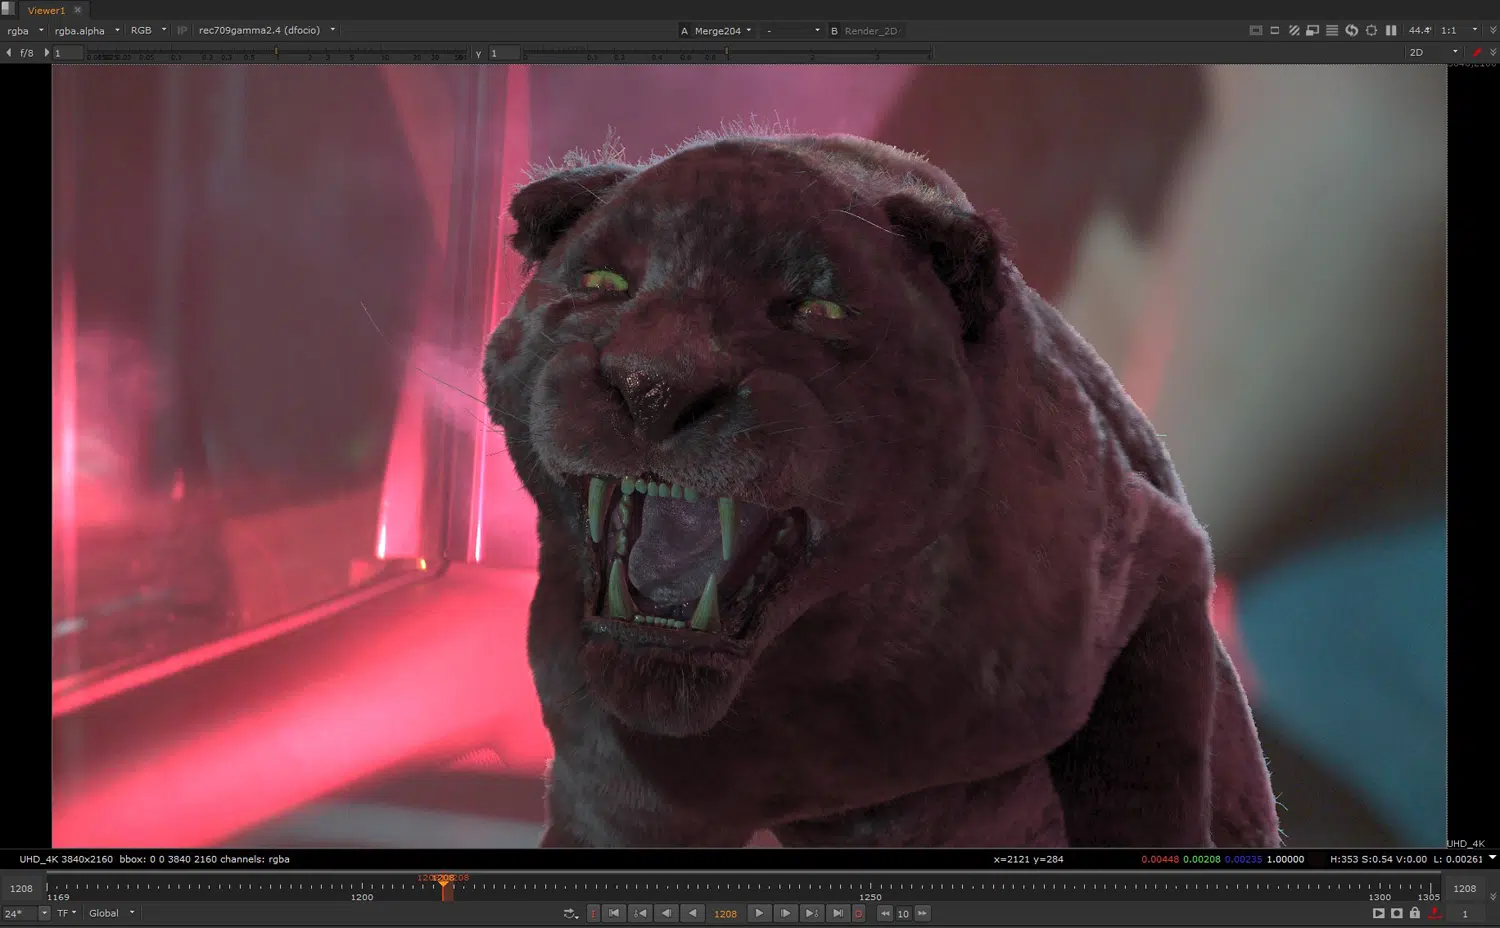 Viewer1
rgba rgba.alpha RGB IP rec709gamma2.4 (dfocio) A Merge204 - B Render_2D 44.4 1:1
f/8 1 Y 1 2D
UHD_4K
UHD_4K 3840x2160 bbox: 0 0 3840 2160 channels: rgba x=2121 y=284 0.00448 0.00208 0.00235 1.00000 H:353 S:0.54 V:0.00 L: 0.00261
1208 1208 1208
1169 1200 1250 1300 1305
24* TF Global 1208 10 1